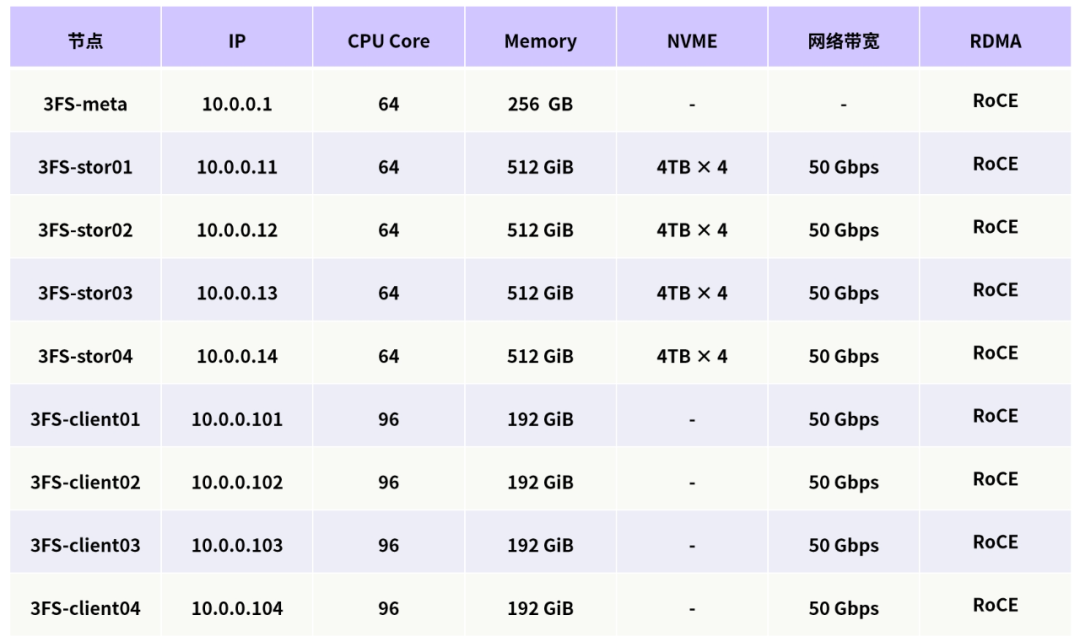 节点 IP CPU Core Memory NVME 网络带宽 RDMA
3FS-meta 10.0.0.1 64 256 GB - - RoCE
3FS-stor01 10.0.0.11 64 512 GiB 4TB × 4 50 Gbps RoCE
3FS-stor02 10.0.0.12 64 512 GiB 4TB × 4 50 Gbps RoCE
3FS-stor03 10.0.0.13 64 512 GiB 4TB × 4 50 Gbps RoCE
3FS-stor04 10.0.0.14 64 512 GiB 4TB × 4 50 Gbps RoCE
3FS-client01 10.0.0.101 96 192 GiB - 50 Gbps RoCE
3FS-client02 10.0.0.102 96 192 GiB - 50 Gbps RoCE
3FS-client03 10.0.0.103 96 192 GiB - 50 Gbps RoCE
3FS-client04 10.0.0.104 96 192 GiB - 50 Gbps RoCE